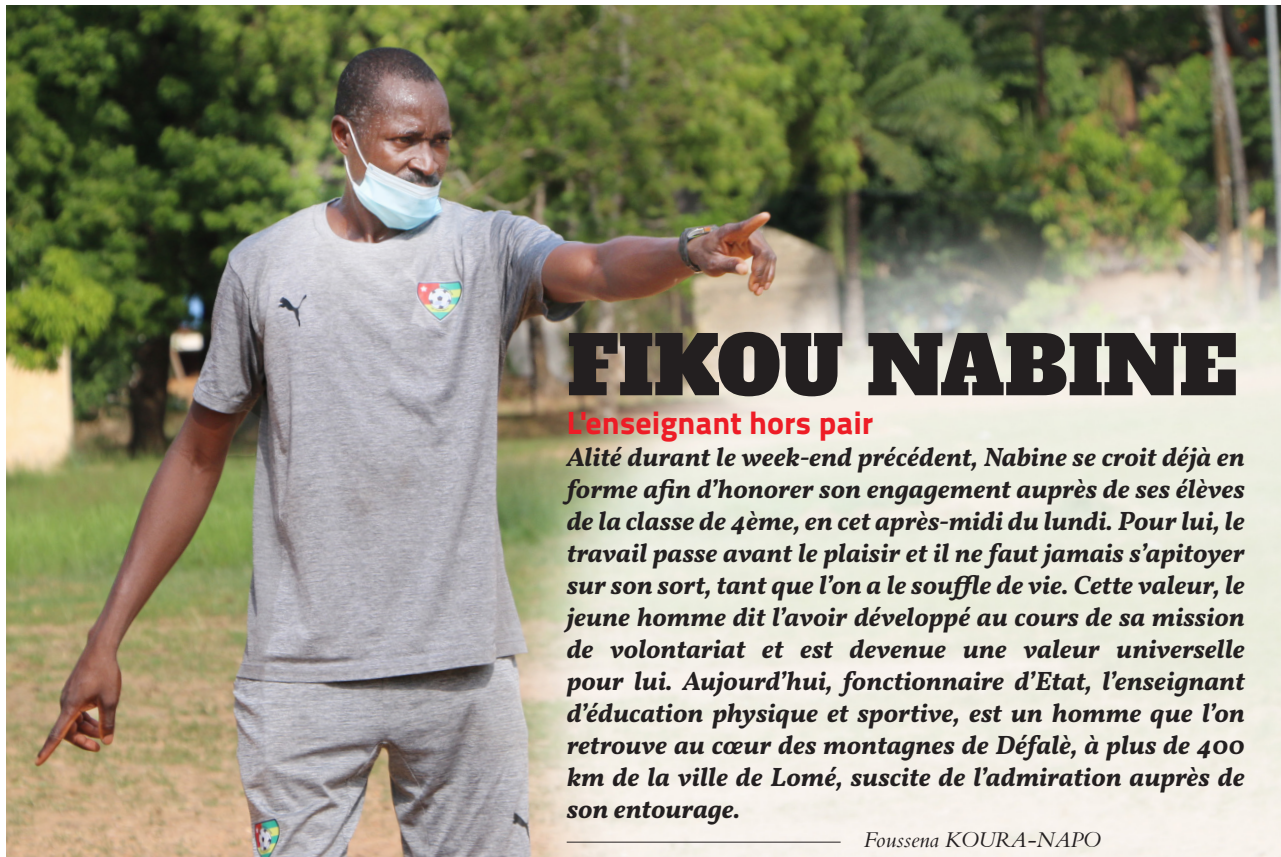 FIKOU NABINE
L'enseignant hors pair
Alité durant le week-end précédent, Nabine se croit déjà en
forme afin d'honorer son engagement auprès de ses élèves
de la classe de 4ème, en cet après-midi du lundi. Pour lui, le
travail passe avant le plaisir et il ne faut jamais s'apitoyer
sur son sort, tant que l'on a le souffle de vie. Cette valeur, le
jeune homme dit l'avoir développé au cours de sa mission
de volontariat et est devenue une valeur universelle
pour lui. Aujourd'hui, fonctionnaire d'Etat, l'enseignant
d'éducation physique et sportive, est un homme que l'on
retrouve au cœur des montagnes de Défalè, à plus de 400
km de la ville de Lomé, suscite de l'admiration auprès de
son entourage.
Foussena KOURA-NAPO